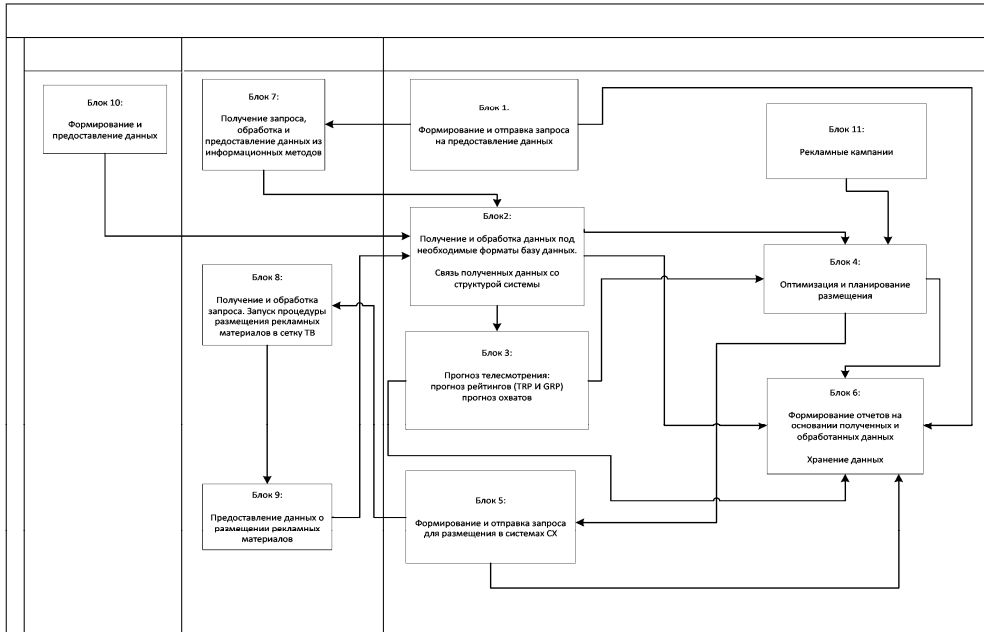 Блок 10:
Формирование и
предоставление данных
Блок 7:
Получение запроса,
обработка и
предоставление данных из
информационных методов
Блок 1.
Формирование и отправка запроса
на предоставление данных
Блок 11:
Рекламные кампании
Блок2:
Получение и обработка данных под
необходимые форматы базу данных.
Связь полученных данных со
структурой системы
Блок 4:
Оптимизация и планирование
размещения
Блок 8:
Получение и обработка
запроса. Запуск процедуры
размещения рекламных
материалов в сетку ТВ
Блок 3:
Прогноз телесмотрения:
прогноз рейтингов (TRP И GRP)
прогноз охватов
Блок 6:
Формирование отчетов на
основании полученных и
обработанных данных
Хранение данных
Блок 9:
Предоставление данных о
размещении рекламных
материалов
Блок 5:
Формирование и отправка запроса
для размещения в системах СХ